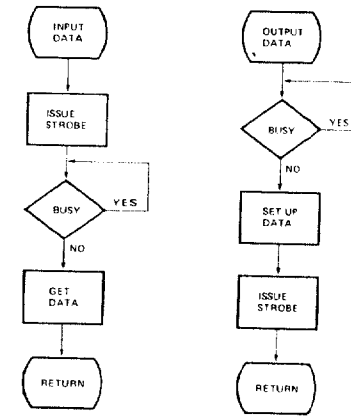 INPUT
DATA
ISSUE
STROBE
BUSY
YES
NO
GET
DATA
RETURN
OUTPUT
DATA
BUSY
YES
NO
SET UP
DATA
ISSUE
STROBE
RETURN